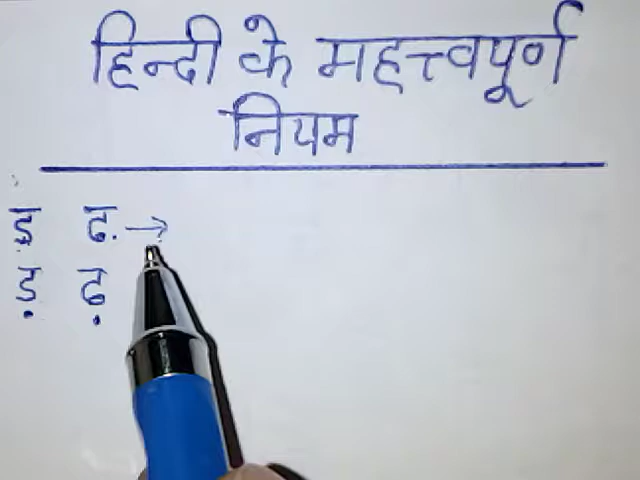 हिन्दी के महत्त्वपूर्ण
नियम
ड. ढ. →
ड़ ढ़